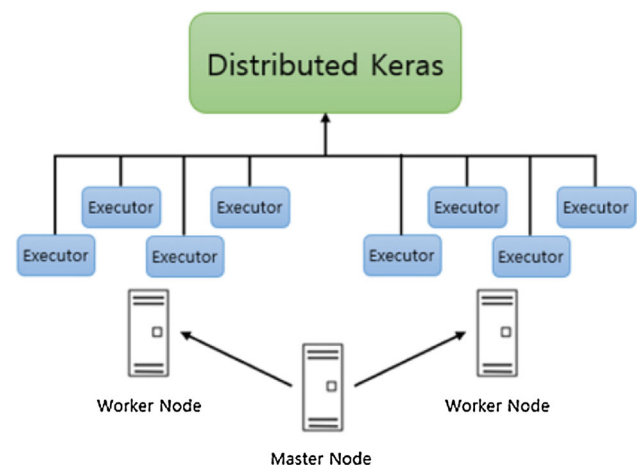 Distributed Keras
Executor
Executor
Executor
Executor
Executor
Executor
Executor
Executor
Worker Node
Worker Node
Master Node